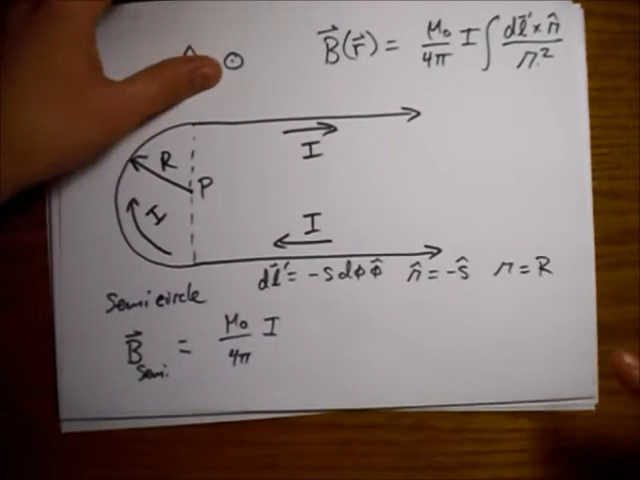 B⃗(r⃗) = μ₀/4π I ∫ dl⃗' × n̂ / r²
R
P
I
I
I
dl⃗' = -s dϕ ϕ̂ n̂ = -ŝ r = R
Semicircle
B⃗semi. = μ₀/4π I